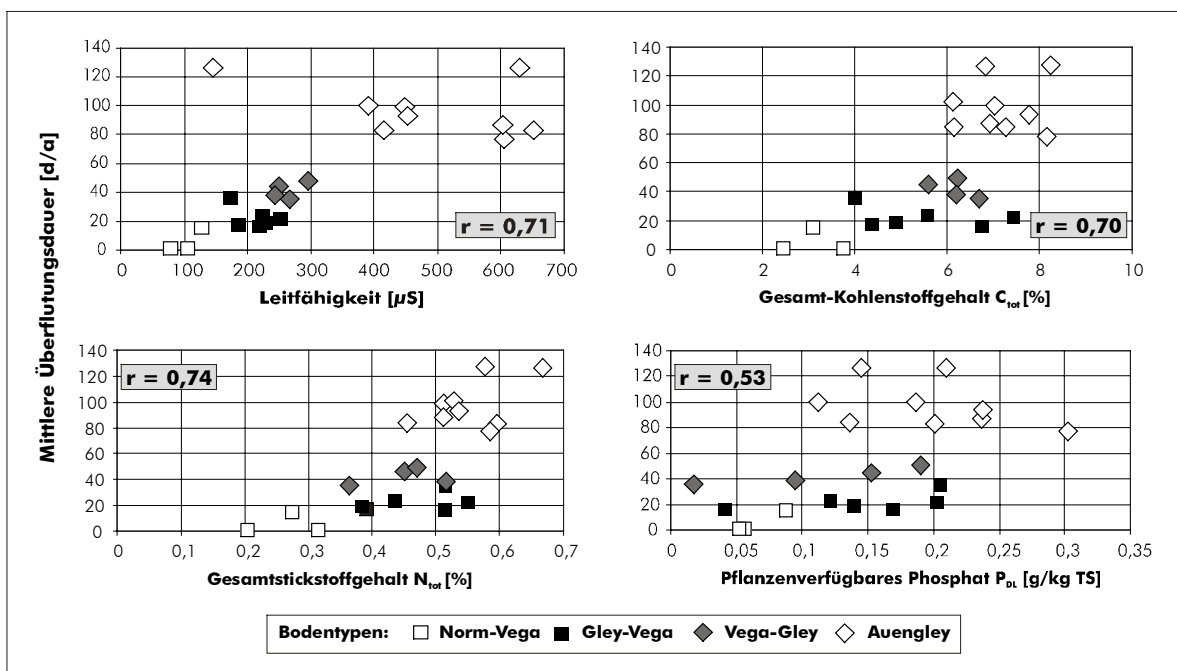 Mittlere Überflutungsdauer [d/a]
140
120
100
80
60
40
20
0
0 100 200 300 400 500 600 700
r = 0,71
Leitfähigkeit [µS]
140
120
100
80
60
40
20
0
0 2 4 6 8 10
r = 0,70
Gesamt-Kohlenstoffgehalt Ctot [%]
140
120
100
80
60
40
20
0
0 0,1 0,2 0,3 0,4 0,5 0,6 0,7
r = 0,74
Gesamtstickstoffgehalt Ntot [%]
140
120
100
80
60
40
20
0
0 0,05 0,1 0,15 0,2 0,25 0,3 0,35
r = 0,53
Pflanzenverfügbares Phosphat PDL [g/kg TS]
Bodentypen: Norm-Vega Gley-Vega Vega-Gley Auengley